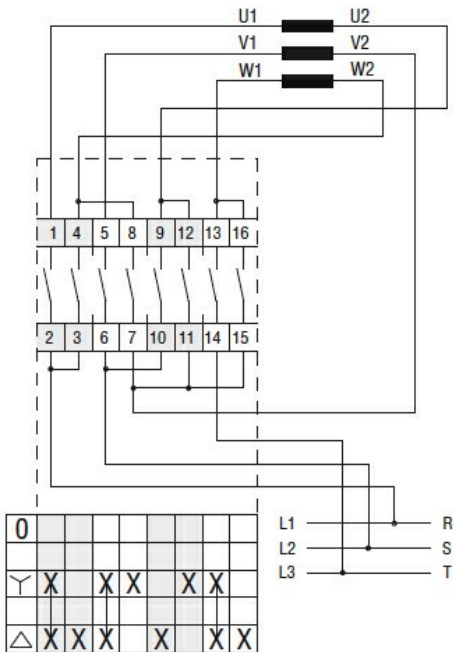 U1 U2
V1 V2
W1 W2
1 4 5 8 9 12 13 16
2 3 6 7 10 11 14 15
0
L1 R
L2 S
L3 T
Y X X X X X
△ X X X X X X